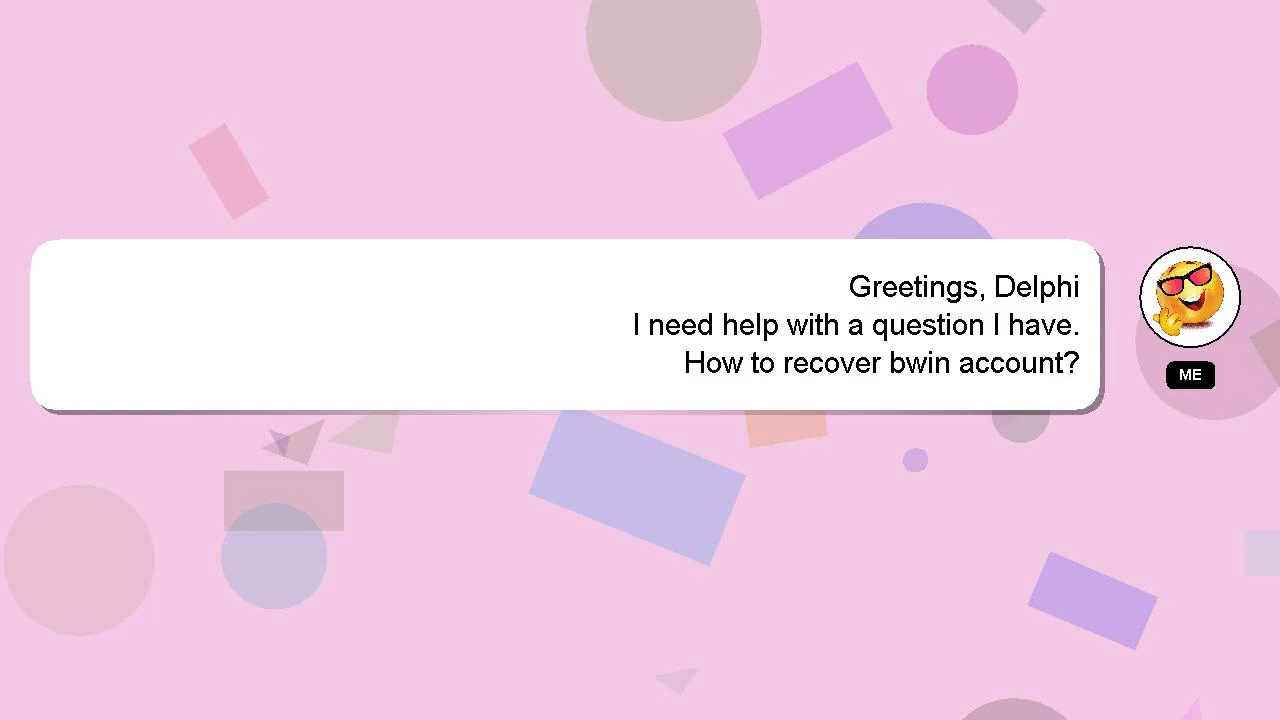 Greetings, Delphi
I need help with a question I have.
How to recover bwin account?
ME